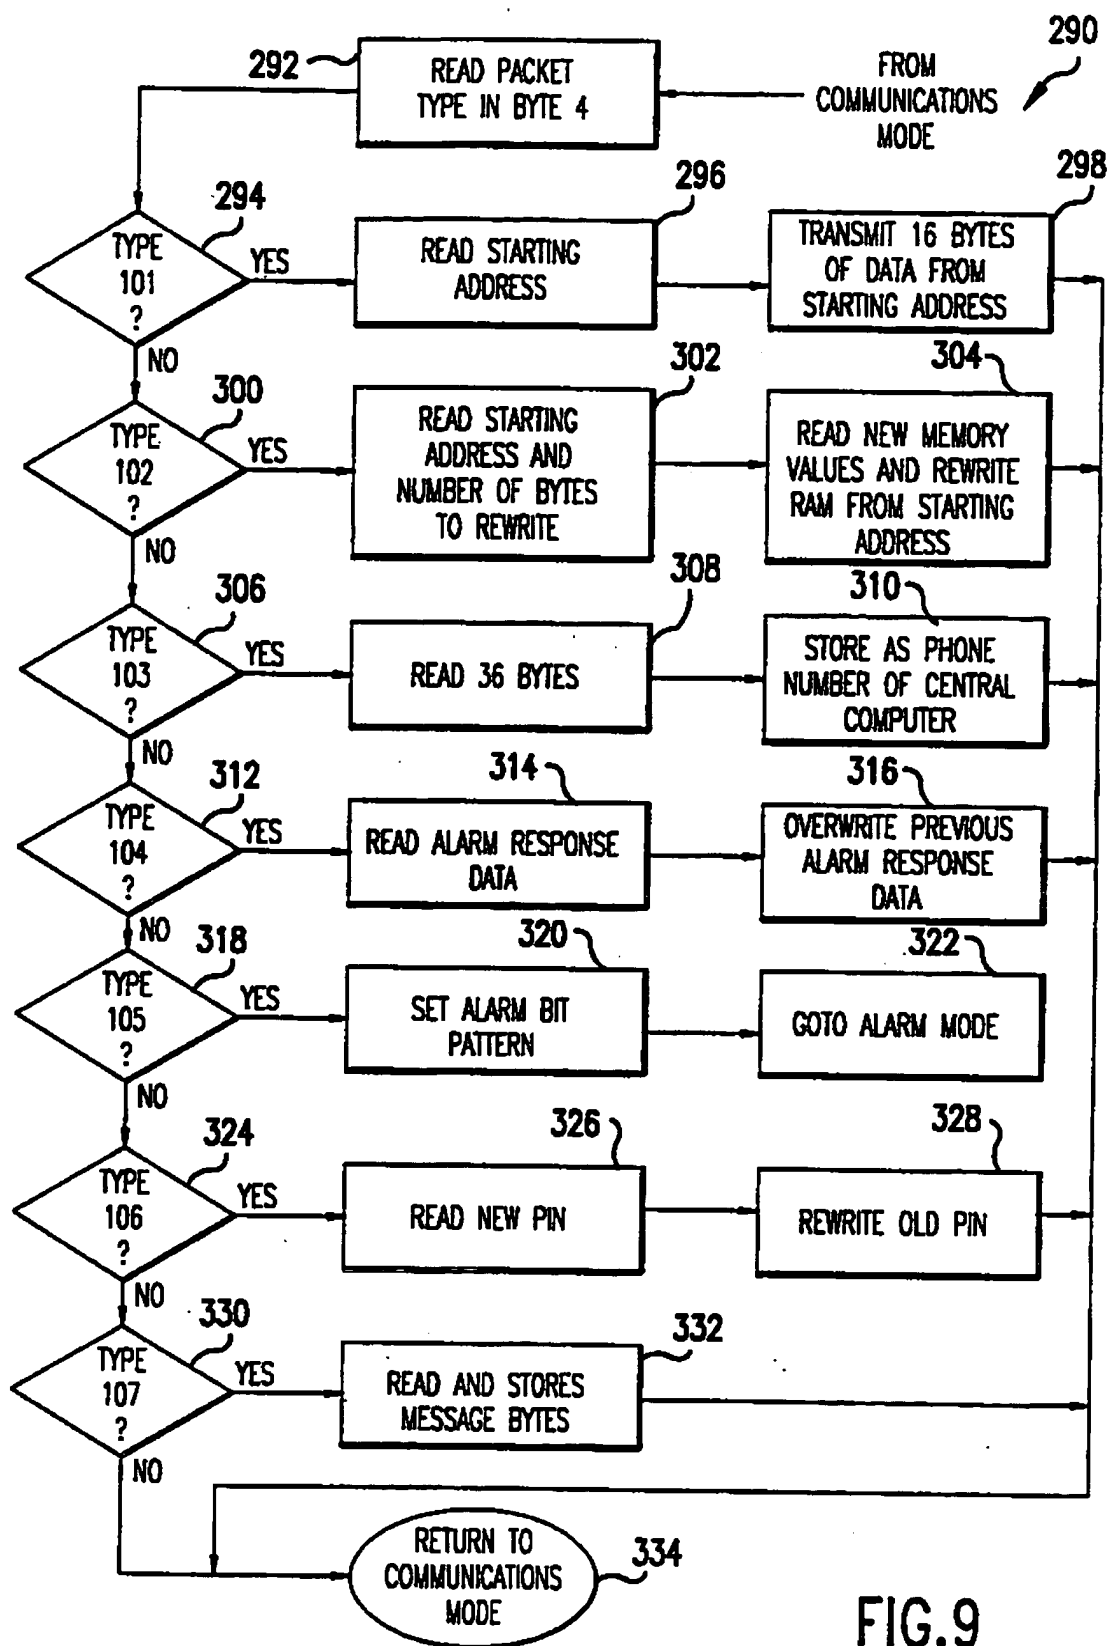 290
292
READ PACKET
TYPE IN BYTE 4
FROM
COMMUNICATIONS
MODE
294
TYPE
101
?
YES
NO
296
READ STARTING
ADDRESS
298
TRANSMIT 16 BYTES
OF DATA FROM
STARTING ADDRESS
300
TYPE
102
?
YES
NO
302
READ STARTING
ADDRESS AND
NUMBER OF BYTES
TO REWRITE
304
READ NEW MEMORY
VALUES AND REWRITE
RAM FROM STARTING
ADDRESS
306
TYPE
103
?
YES
NO
308
READ 36 BYTES
310
STORE AS PHONE
NUMBER OF CENTRAL
COMPUTER
312
TYPE
104
?
YES
NO
314
READ ALARM RESPONSE
DATA
316
OVERWRITE PREVIOUS
ALARM RESPONSE
DATA
318
TYPE
105
?
YES
NO
320
SET ALARM BIT
PATTERN
322
GOTO ALARM MODE
324
TYPE
106
?
YES
NO
326
READ NEW PIN
328
REWRITE OLD PIN
330
TYPE
107
?
YES
NO
332
READ AND STORES
MESSAGE BYTES
RETURN TO
COMMUNICATIONS
MODE
334
FIG.9